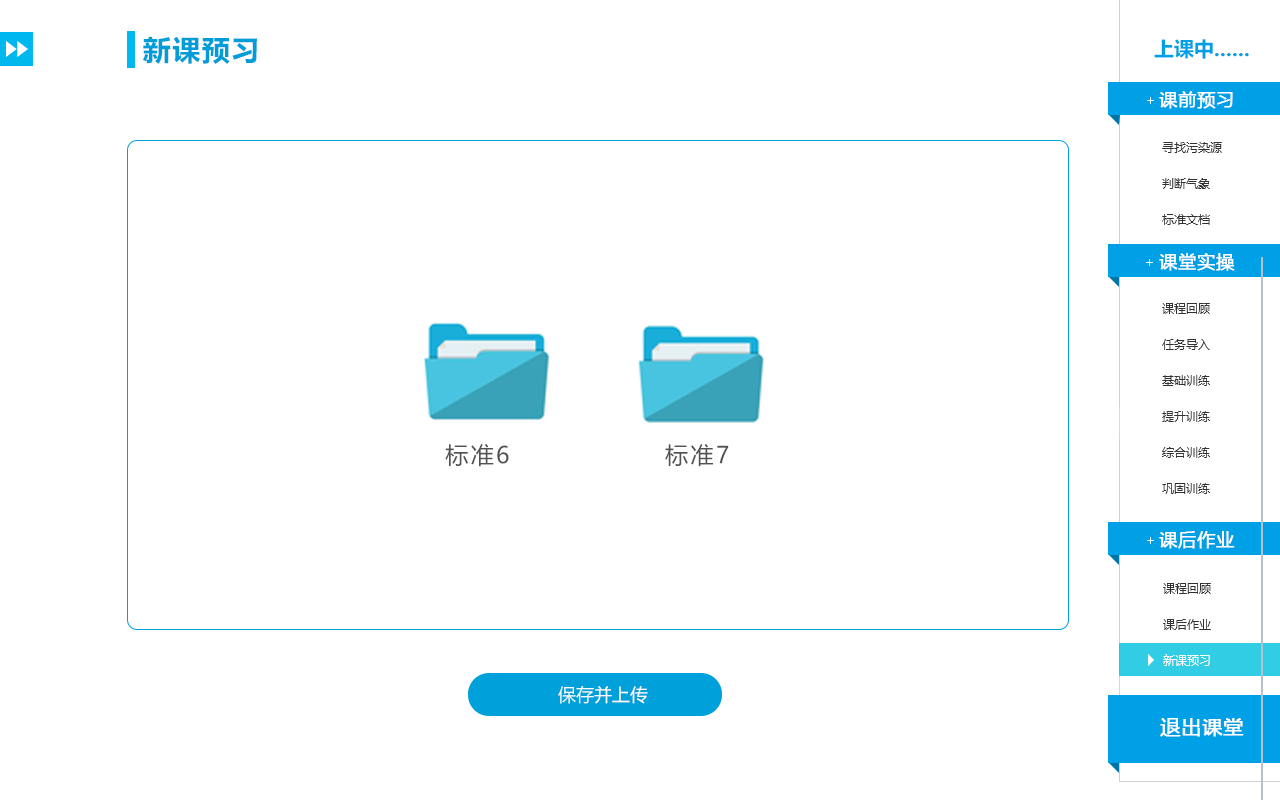 新课预习
标准6
标准7
保存并上传
上课中......
+ 课前预习
寻找污染源
判断气象
标准文档
+ 课堂实操
课程回顾
任务导入
基础训练
提升训练
综合训练
巩固训练
+ 课后作业
课程回顾
课后作业
新课预习
退出课堂